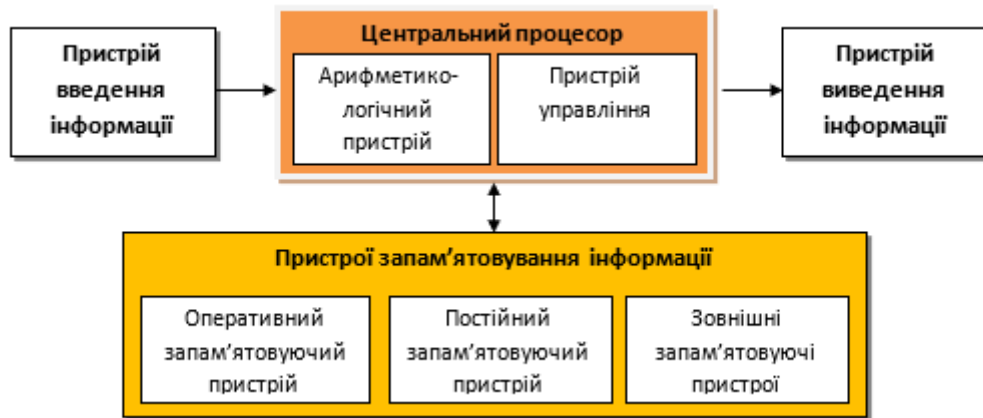 Пристрій
введення
інформації
Центральний процесор
Арифметико-
логічний
пристрій
Пристрій
управління
Пристрій
виведення
інформації
Пристрої запам’ятовування інформації
Оперативний
запам’ятовуючий
пристрій
Постійний
запам’ятовуючий
пристрій
Зовнішні
запам’ятовуючі
пристрої